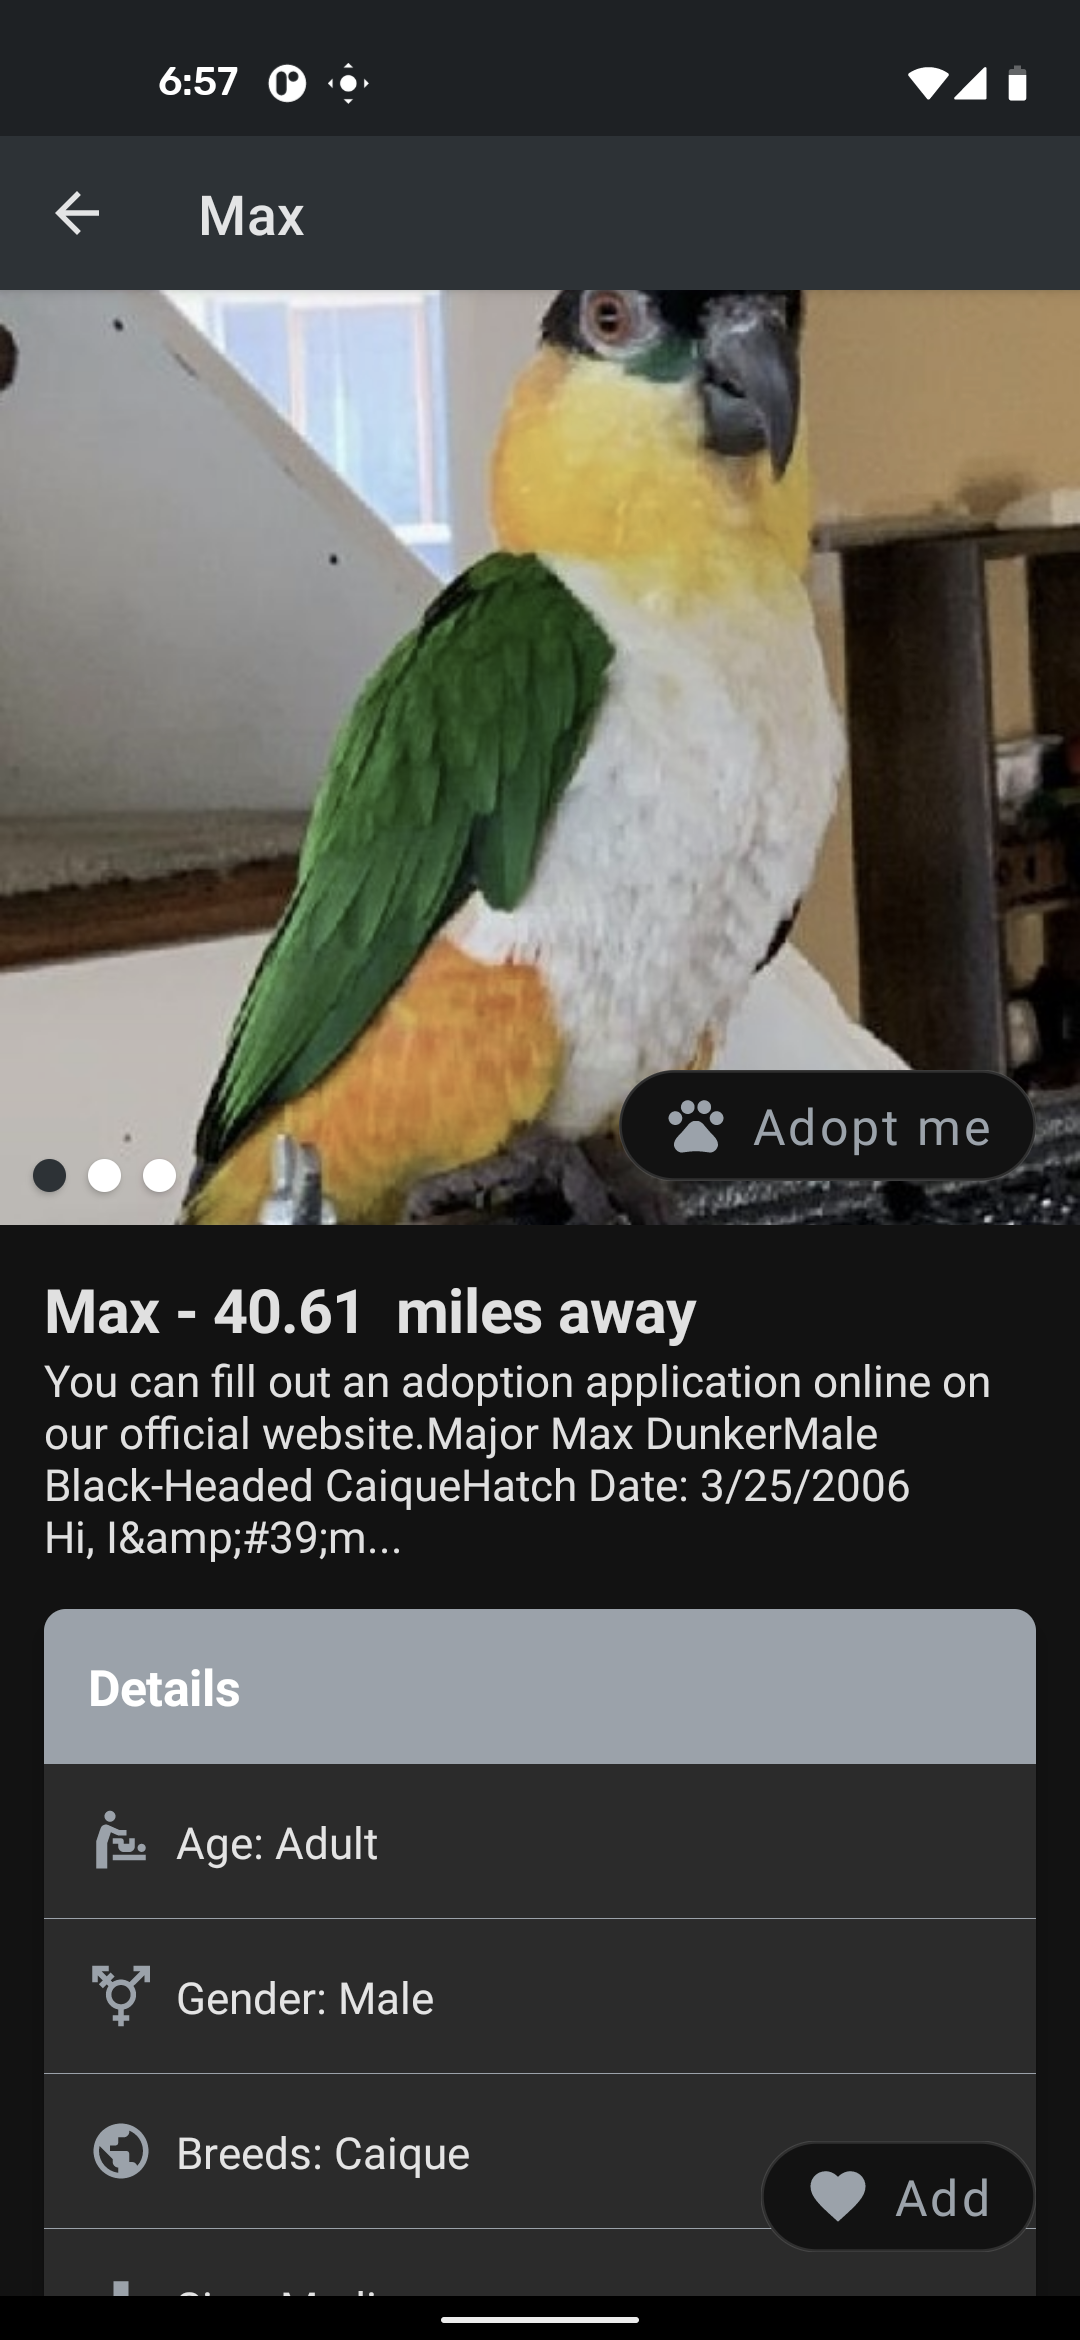 6:57
Max
Adopt me
Max - 40.61 miles away
You can fill out an adoption application online on
our official website.Major Max DunkerMale
Black-Headed CaiqueHatch Date: 3/25/2006
Hi, I&amp;#39;m...
Details
Age: Adult
Gender: Male
Breeds: Caique
Add